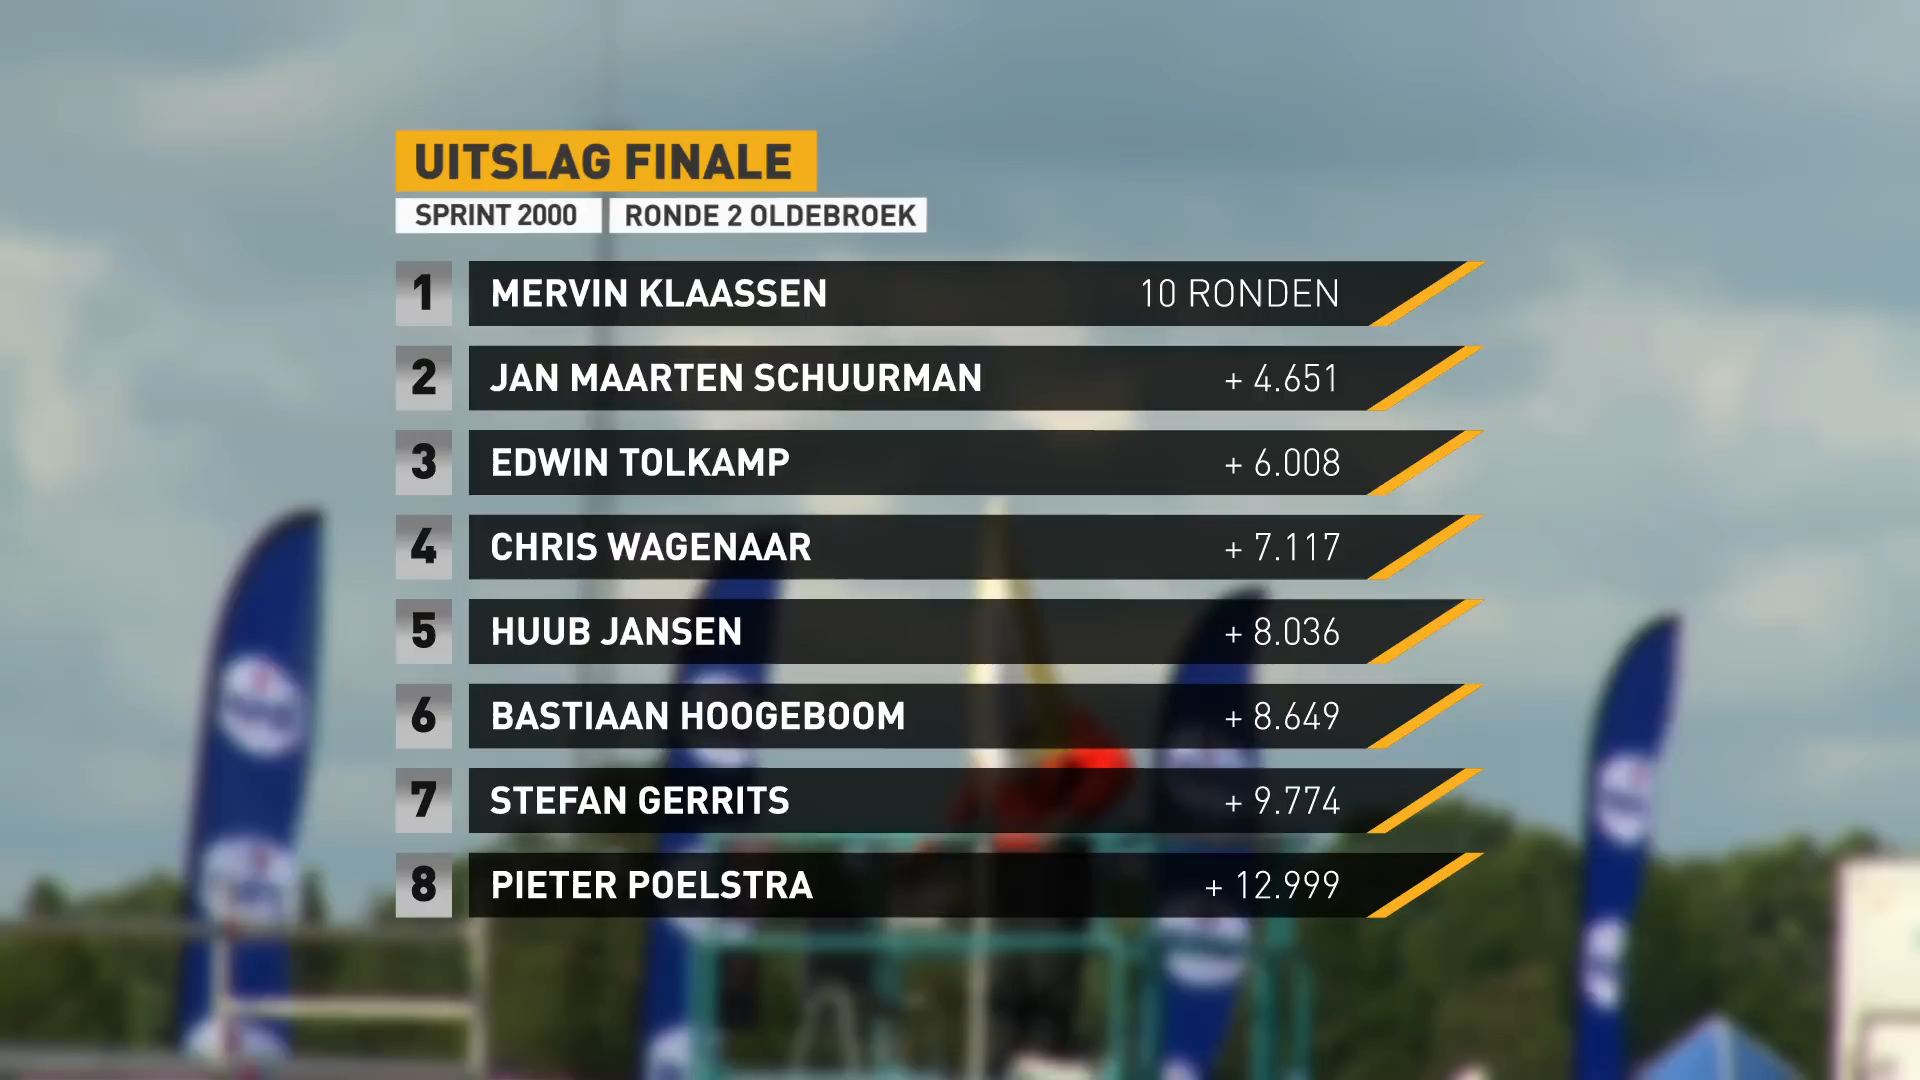 UITSLAG FINALE
SPRINT 2000 RONDE 2 OLDEBROEK
1 MERVIN KLAASSEN 10 RONDEN
2 JAN MAARTEN SCHUURMAN + 4.651
3 EDWIN TOLKAMP + 6.008
4 CHRIS WAGENAAR + 7.117
5 HUUB JANSEN + 8.036
6 BASTIAAN HOOGEBOOM + 8.649
7 STEFAN GERRITS + 9.774
8 PIETER POELSTRA + 12.999